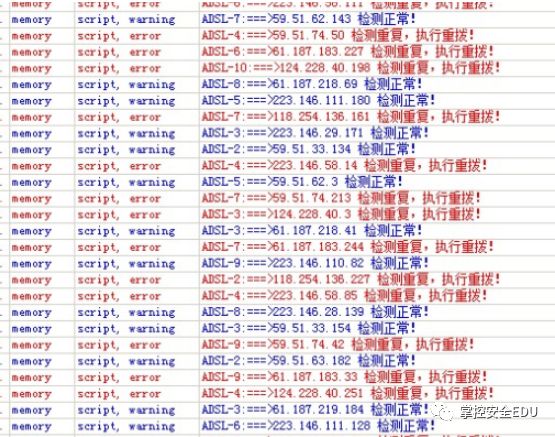 memory script, warning ADSL-7:===>59.51.62.143 检测正常!
memory script, error ADSL-4:===>59.51.74.50 检测重复，执行重拨!
memory script, error ADSL-6:===>61.187.183.227 检测重复，执行重拨!
memory script, error ADSL-10:===>124.228.40.198 检测重复，执行重拨!
memory script, warning ADSL-8:===>61.187.218.69 检测正常!
memory script, warning ADSL-5:===>223.146.111.180 检测正常!
memory script, error ADSL-7:===>118.254.136.161 检测重复，执行重拨!
memory script, warning ADSL-3:===>223.146.29.171 检测正常!
memory script, warning ADSL-2:===>59.51.33.134 检测正常!
memory script, error ADSL-4:===>223.146.58.14 检测重复，执行重拨!
memory script, warning ADSL-5:===>59.51.62.3 检测正常!
memory script, error ADSL-7:===>59.51.74.213 检测重复，执行重拨!
memory script, error ADSL-3:===>124.228.40.3 检测重复，执行重拨!
memory script, warning ADSL-3:===>61.187.218.41 检测正常!
memory script, error ADSL-7:===>61.187.183.244 检测重复，执行重拨!
memory script, warning ADSL-9:===>223.146.110.82 检测正常!
memory script, error ADSL-2:===>118.254.136.227 检测重复，执行重拨!
memory script, error ADSL-4:===>223.146.58.85 检测重复，执行重拨!
memory script, warning ADSL-8:===>223.146.28.139 检测正常!
memory script, warning ADSL-3:===>59.51.33.154 检测正常!
memory script, error ADSL-9:===>59.51.74.42 检测重复，执行重拨!
memory script, warning ADSL-2:===>59.51.63.182 检测正常!
memory script, error ADSL-9:===>61.187.183.33 检测重复，执行重拨!
memory script, error ADSL-4:===>124.228.40.251 检测重复，执行重拨!
memory script, warning ADSL-3:===>61.187.219.184 检测正常!
memory script, warning ADSL-6:===>223.146.111.128 检测正常!
掌控安全EDU